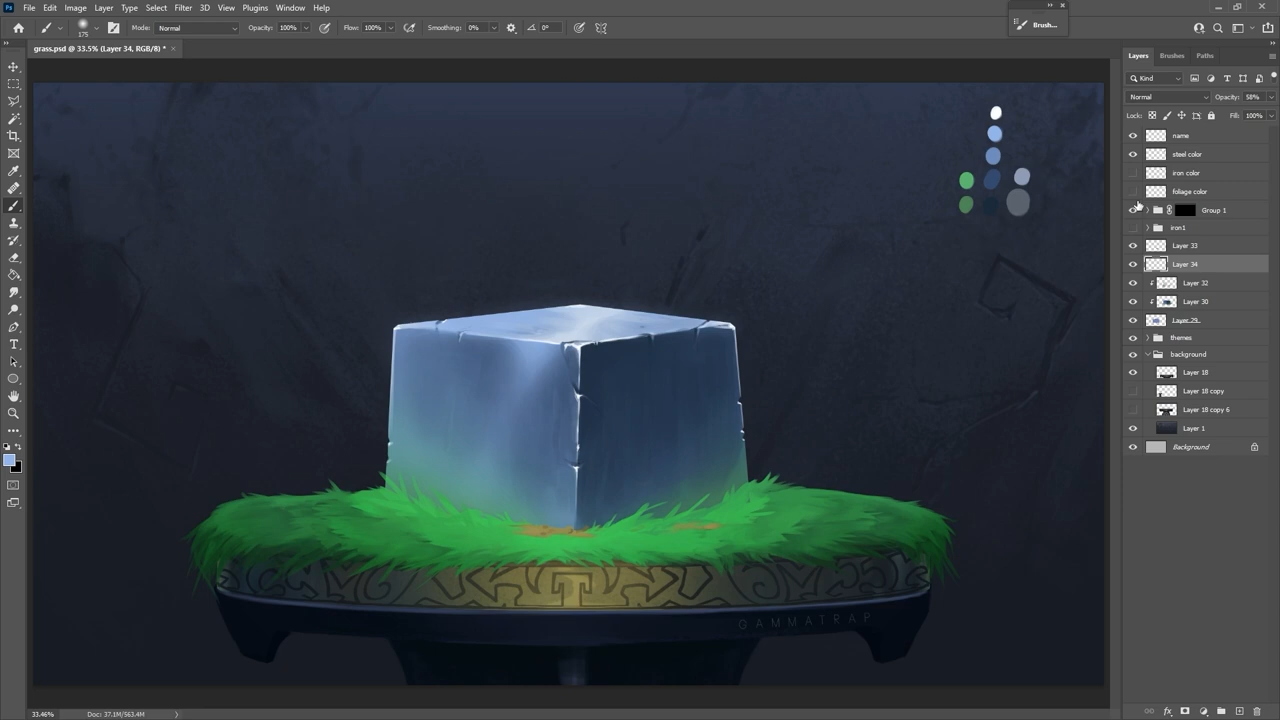 Ps File Edit Image Layer Type Select Filter 3D View Plugins Window Help
Brush...
175 Mode: Normal Opacity: 100% Flow: 100% Smoothing: 0% 0°
grass.psd @ 33.5% (Layer 34, RGB/8) * ×
Layers Brushes Paths
Kind
Normal Opacity: 58%
Lock: Fill: 100%
name
steel color
iron color
foliage color
Group 1
iron1
Layer 33
Layer 34
Layer 32
Layer 30
Layer 29
themes
background
Layer 18
Layer 18 copy
Layer 18 copy 6
Layer 1
Background
GAMMATRAP
33.46% Doc: 37.1M/563.4M